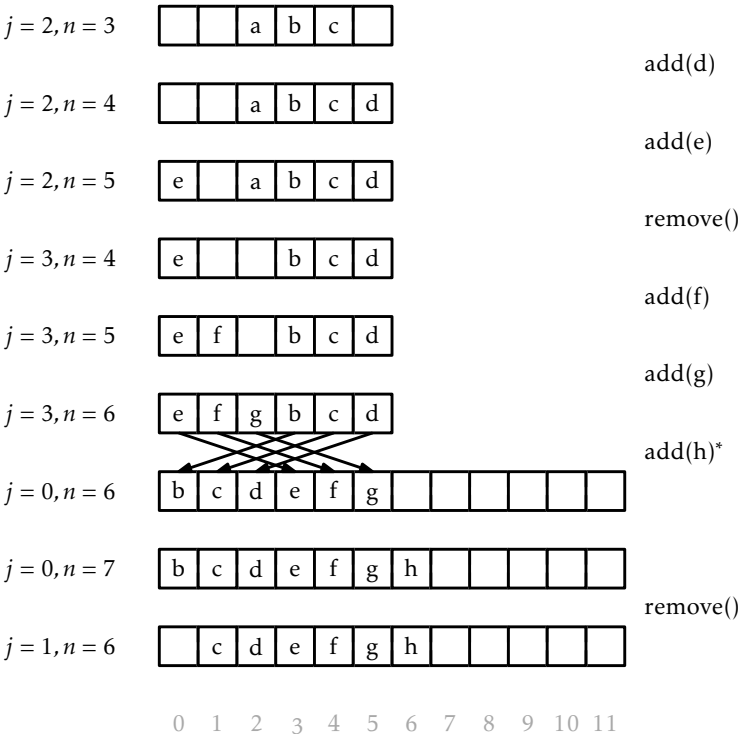 j = 2, n = 3 a b c
add(d)
j = 2, n = 4 a b c d
add(e)
j = 2, n = 5 e a b c d
remove()
j = 3, n = 4 e b c d
add(f)
j = 3, n = 5 e f b c d
add(g)
j = 3, n = 6 e f g b c d
add(h)*
j = 0, n = 6 b c d e f g
j = 0, n = 7 b c d e f g h
remove()
j = 1, n = 6 c d e f g h
0 1 2 3 4 5 6 7 8 9 10 11